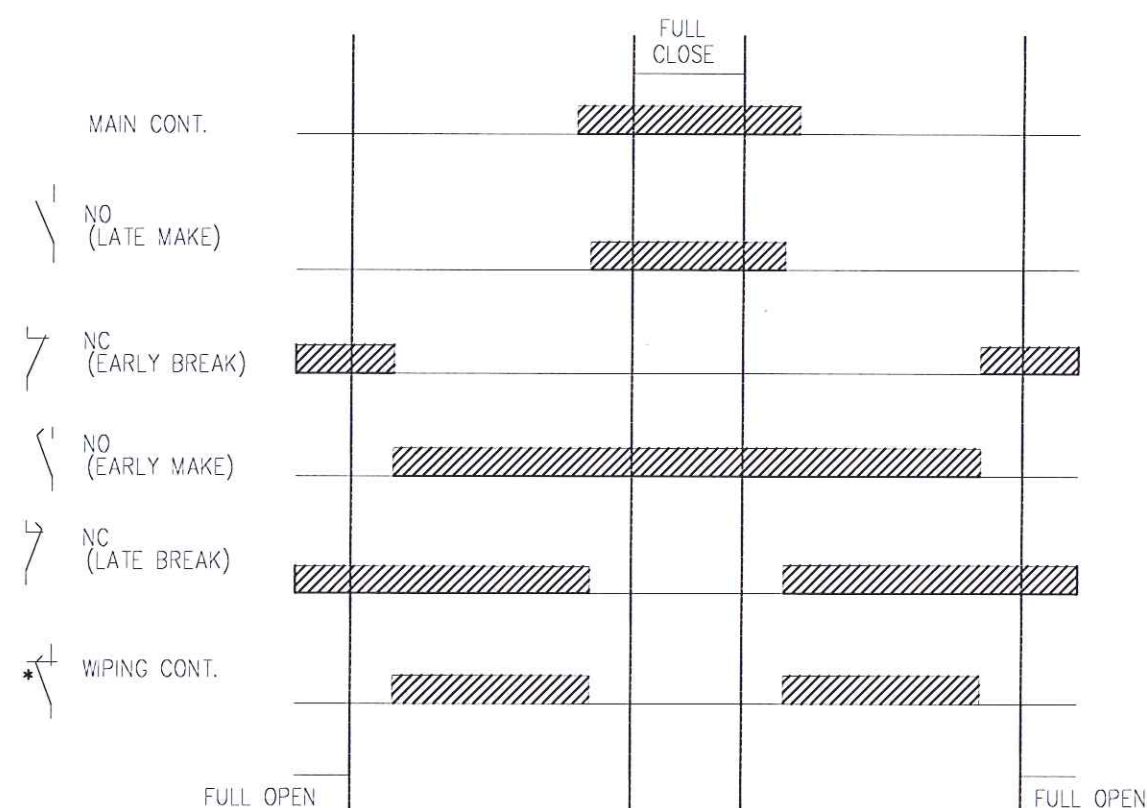 FULL
CLOSE
MAIN CONT.
NO
(LATE MAKE)
NC
(EARLY BREAK)
NO
(EARLY MAKE)
NC
(LATE BREAK)
* WIPING CONT.
FULL OPEN
FULL OPEN